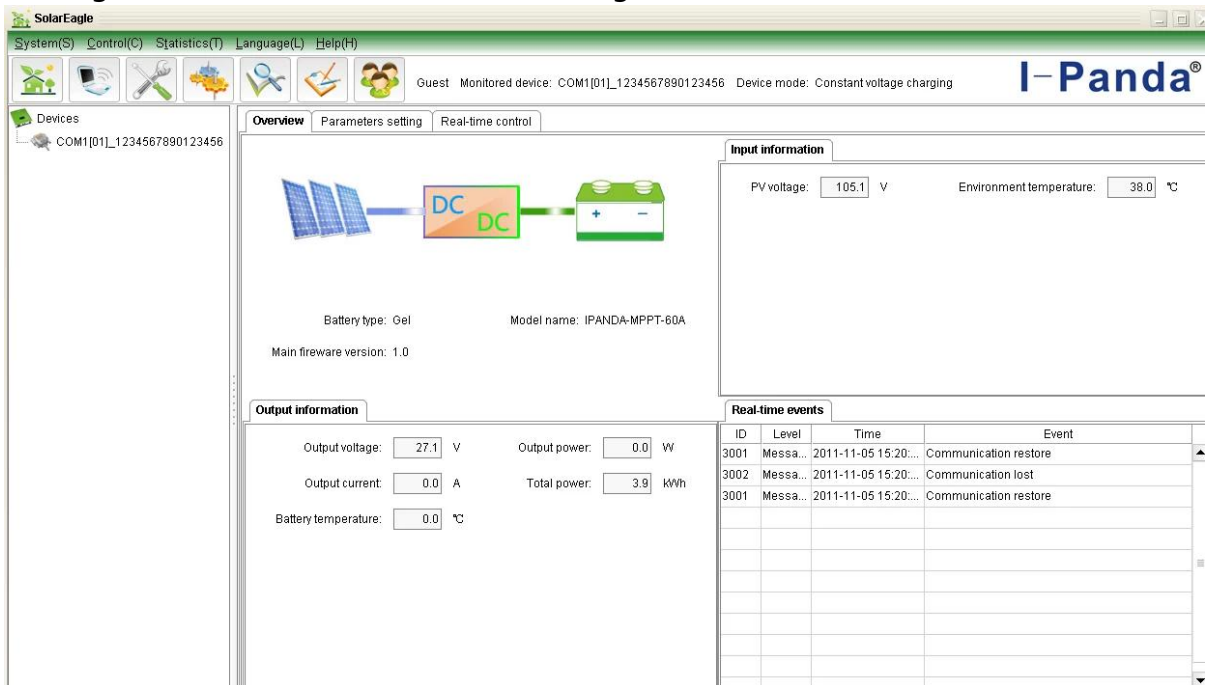 SolarEagle
System(S) Control(C) Statistics(T) Language(L) Help(H)
Guest Monitored device: COM1[01]_1234567890123456 Device mode: Constant voltage charging
I-Panda®
Devices
COM1[01]_1234567890123456
Overview Parameters setting Real-time control
DC
DC
+ −
Battery type: Gel Model name: IPANDA-MPPT-60A
Main fireware version: 1.0
Input information
PV voltage: 105.1 V Environment temperature: 38.0 ℃
Output information
Output voltage: 27.1 V Output power: 0.0 W
Output current: 0.0 A Total power: 3.9 kWh
Battery temperature: 0.0 ℃
Real-time events
ID Level Time Event
3001 Messa... 2011-11-05 15:20:... Communication restore
3002 Messa... 2011-11-05 15:20:... Communication lost
3001 Messa... 2011-11-05 15:20:... Communication restore